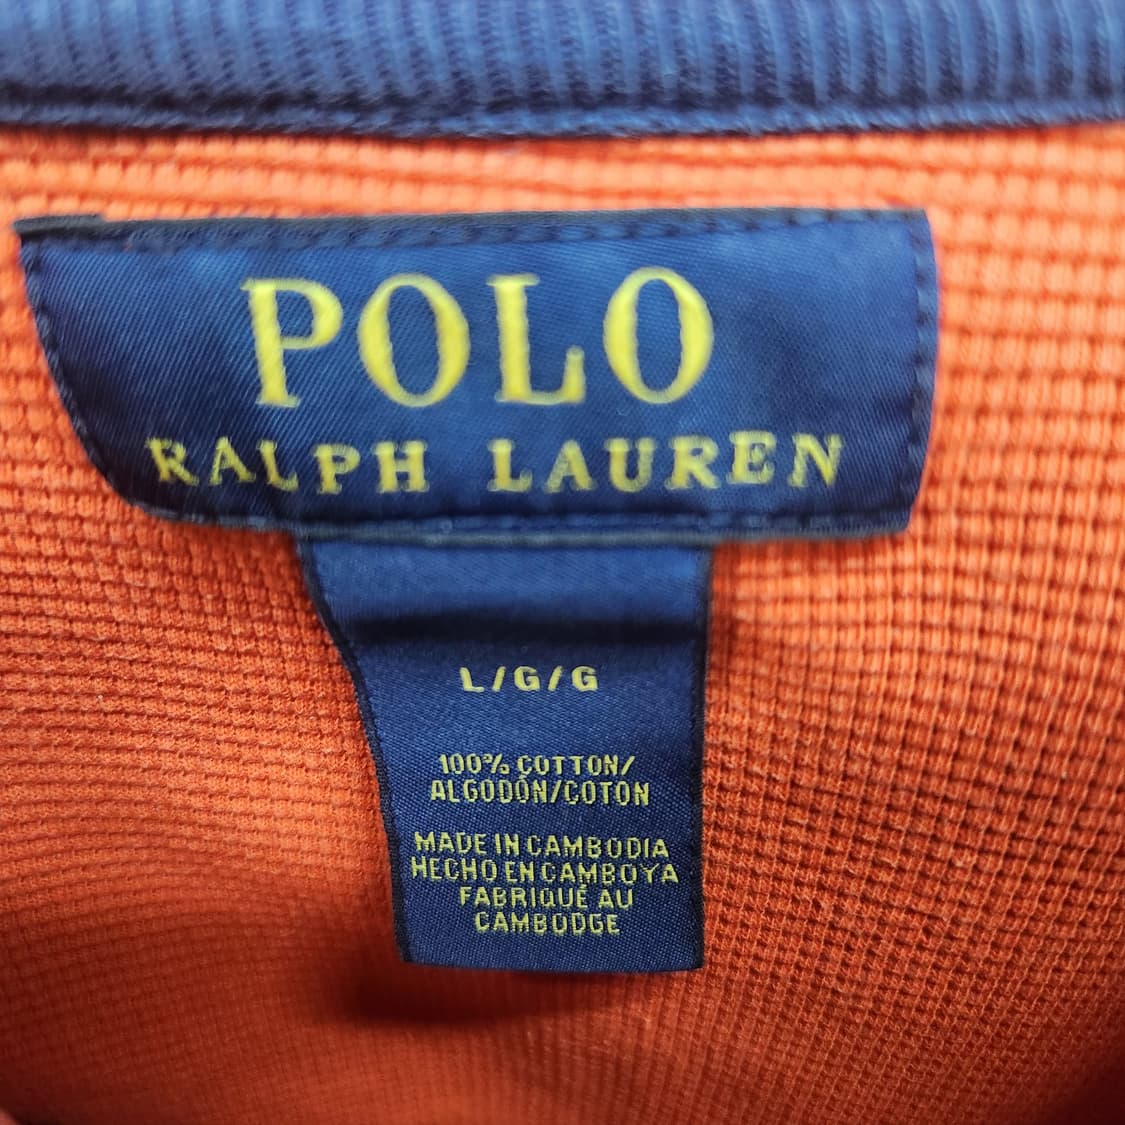 POLO
RALPH LAUREN
L/G/G
100% COTTON/
ALGODÓN/COTON
MADE IN CAMBODIA
HECHO EN CAMBOYA
FABRIQUÉ AU
CAMBODGE